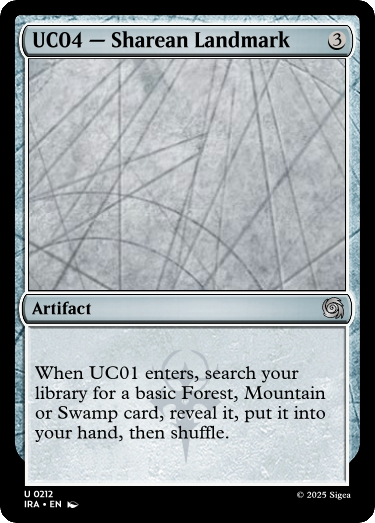 UC04 — Sharean Landmark 3
Artifact
When UC01 enters, search your
library for a basic Forest, Mountain
or Swamp card, reveal it, put it into
your hand, then shuffle.
U 0212
IRA • EN
© 2025 Sigea